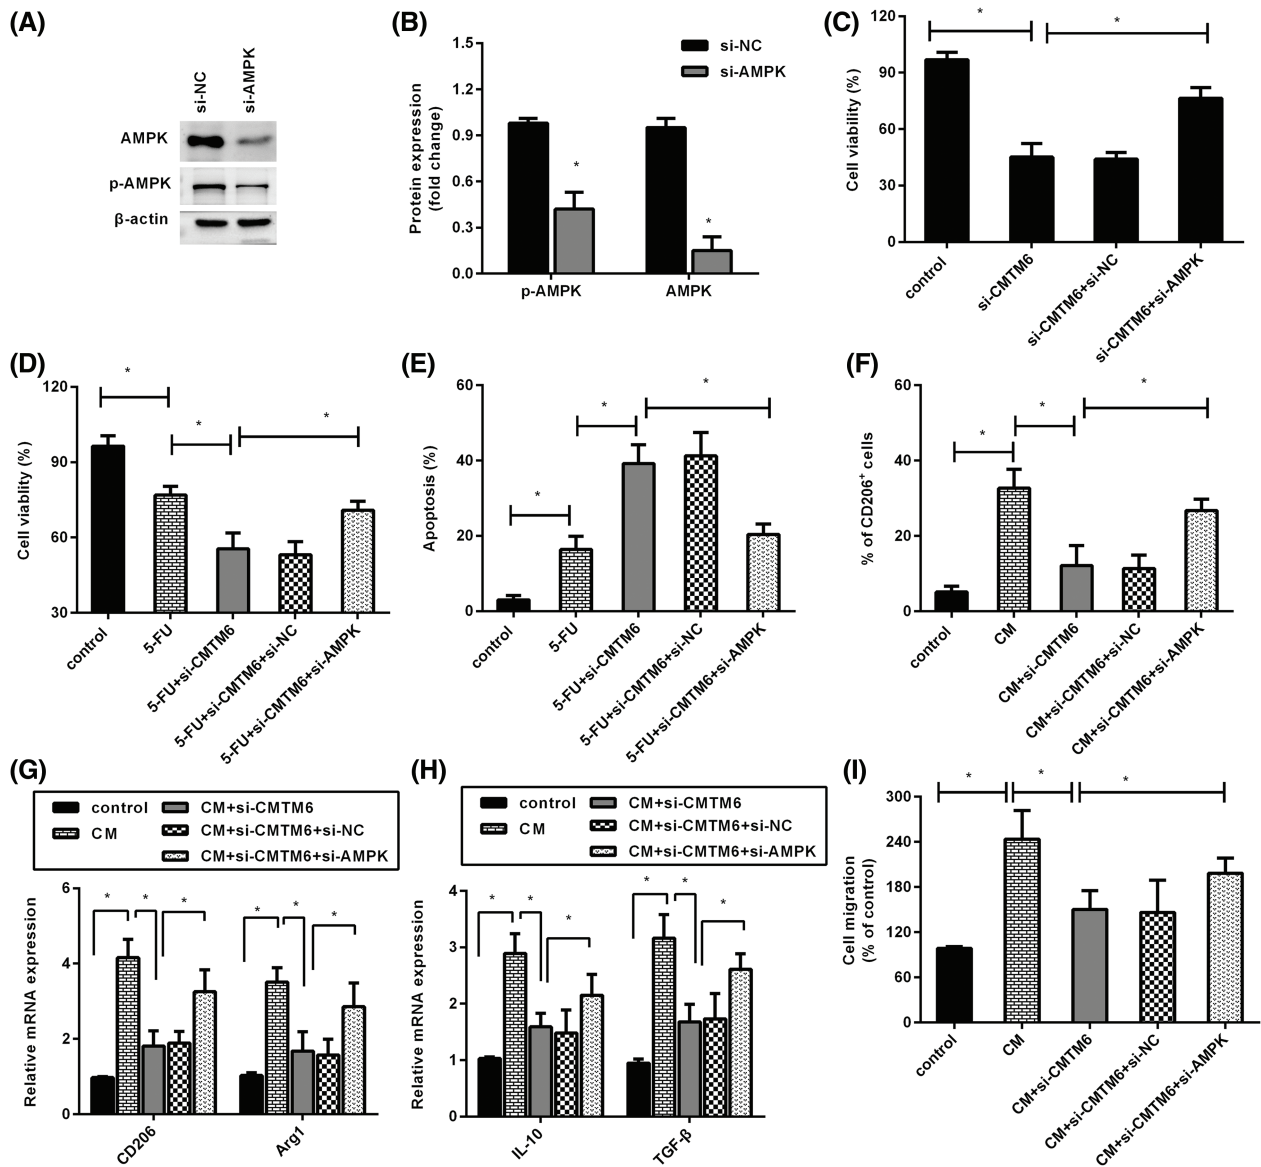 (A)
si-NC
si-AMPK
AMPK
p-AMPK
β-actin
(B)
Protein expression
(fold change)
1.5
1.2
0.9
0.6
0.3
0.0
si-NC
si-AMPK
*
*
p-AMPK
AMPK
(C)
Cell viability (%)
120
90
60
30
0
*
*
control
si-CMTM6
si-CMTM6+si-NC
si-CMTM6+si-AMPK
(D)
Cell viablity (%)
120
90
60
30
*
*
*
control
5-FU
5-FU+si-CMTM6
5-FU+si-CMTM6+si-NC
5-FU+si-CMTM6+si-AMPK
(E)
Apoptosis (%)
60
40
20
0
*
*
*
control
5-FU
5-FU+si-CMTM6
5-FU+si-CMTM6+si-NC
5-FU+si-CMTM6+si-AMPK
(F)
% of CD206+ cells
60
40
20
0
*
*
*
control
CM
CM+si-CMTM6
CM+si-CMTM6+si-NC
CM+si-CMTM6+si-AMPK
(G)
control
CM
CM+si-CMTM6
CM+si-CMTM6+si-NC
CM+si-CMTM6+si-AMPK
Relative mRNA expression
6
4
2
0
* * *
* * *
CD206
Arg1
(H)
control
CM
CM+si-CMTM6
CM+si-CMTM6+si-NC
CM+si-CMTM6+si-AMPK
Relative mRNA expression
4
3
2
1
0
* * *
* * *
IL-10
TGF-β
(I)
Cell migration
(% of control)
300
240
180
120
60
0
*
*
*
control
CM
CM+si-CMTM6
CM+si-CMTM6+si-NC
CM+si-CMTM6+si-AMPK